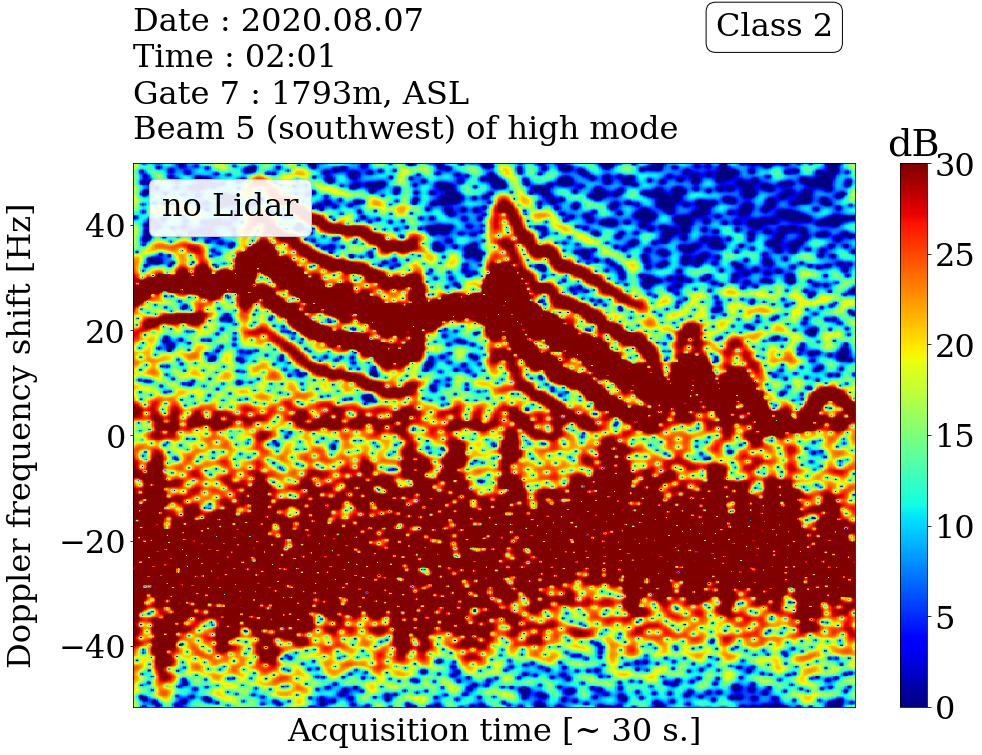 Date : 2020.08.07
Time : 02:01
Gate 7 : 1793m, ASL
Beam 5 (southwest) of high mode
Class 2
dB
no Lidar
Doppler frequency shift [Hz]
40
20
0
−20
−40
Acquisition time [~ 30 s.]
30
25
20
15
10
5
0